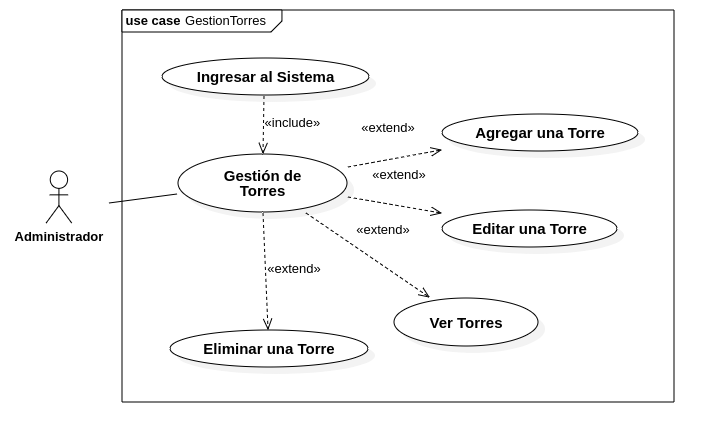 use case GestionTorres
Ingresar al Sistema
«include»
«extend»
Agregar una Torre
Gestión de
Torres
«extend»
Administrador
Editar una Torre
«extend»
«extend»
Ver Torres
Eliminar una Torre